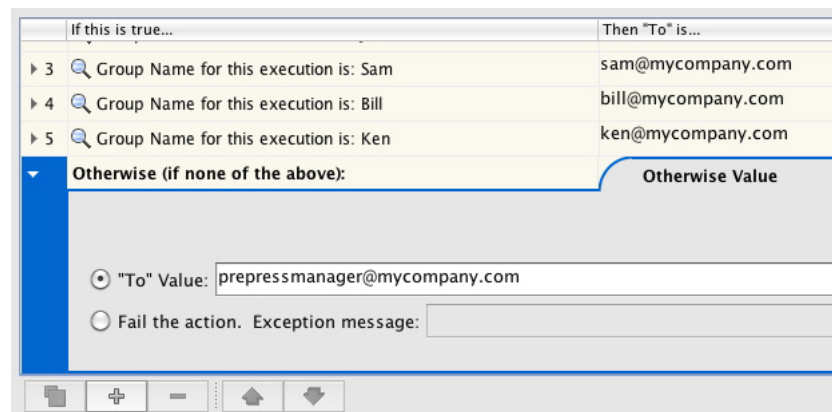 If this is true... Then "To" is...
3 Group Name for this execution is: Sam sam@mycompany.com
4 Group Name for this execution is: Bill bill@mycompany.com
5 Group Name for this execution is: Ken ken@mycompany.com
Otherwise (if none of the above): Otherwise Value
"To" Value: prepressmanager@mycompany.com
Fail the action. Exception message: